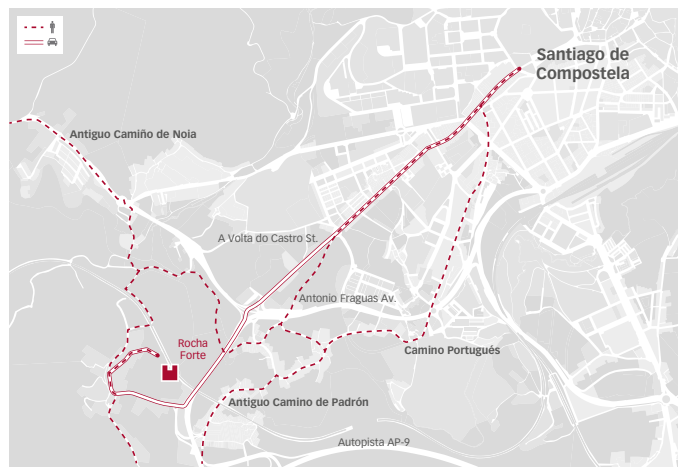 Santiago de
Compostela
Antiguo Camiño de Noia
A Volta do Castro St.
Antonio Fraguas Av.
Rocha
Forte
Camino Portugués
Antiguo Camino de Padrón
Autopista AP-9